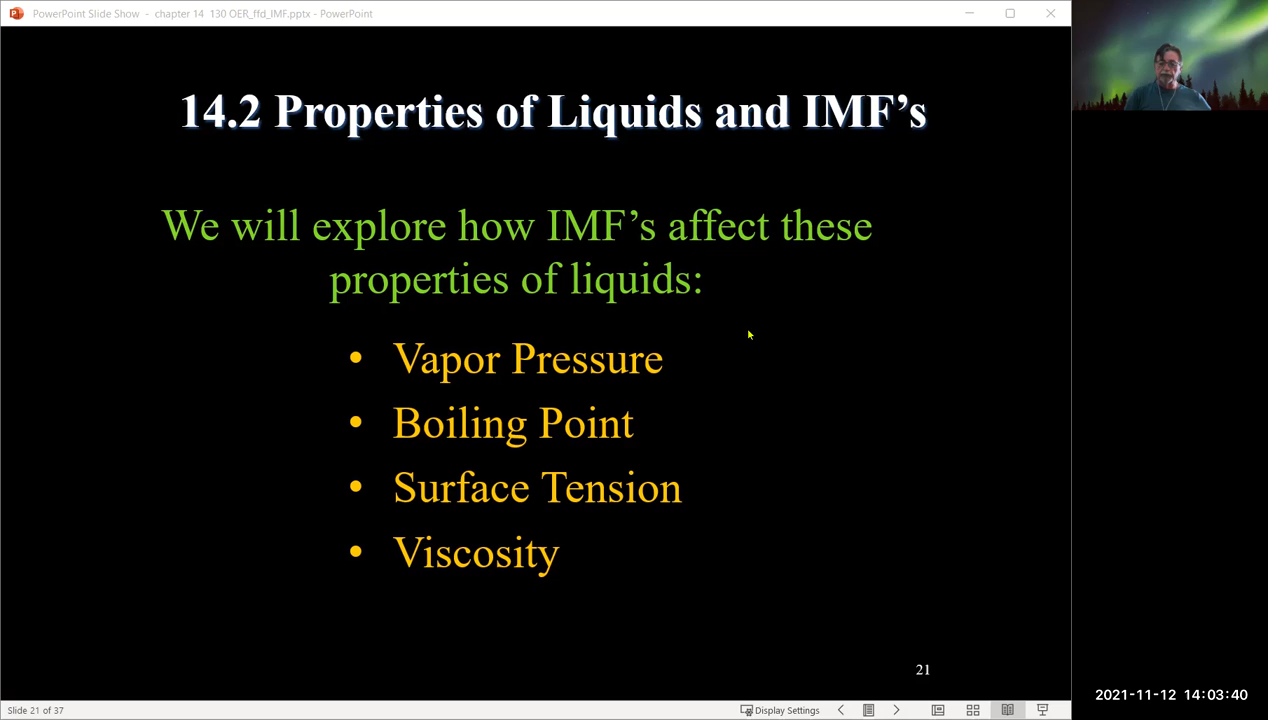 PowerPoint Slide Show - chapter 14 130 OER_ffd_IMF.pptx - PowerPoint
14.2 Properties of Liquids and IMF’s
We will explore how IMF’s affect these
properties of liquids:
• Vapor Pressure
• Boiling Point
• Surface Tension
• Viscosity
21
2021-11-12 14:03:40
Slide 21 of 37
Display Settings